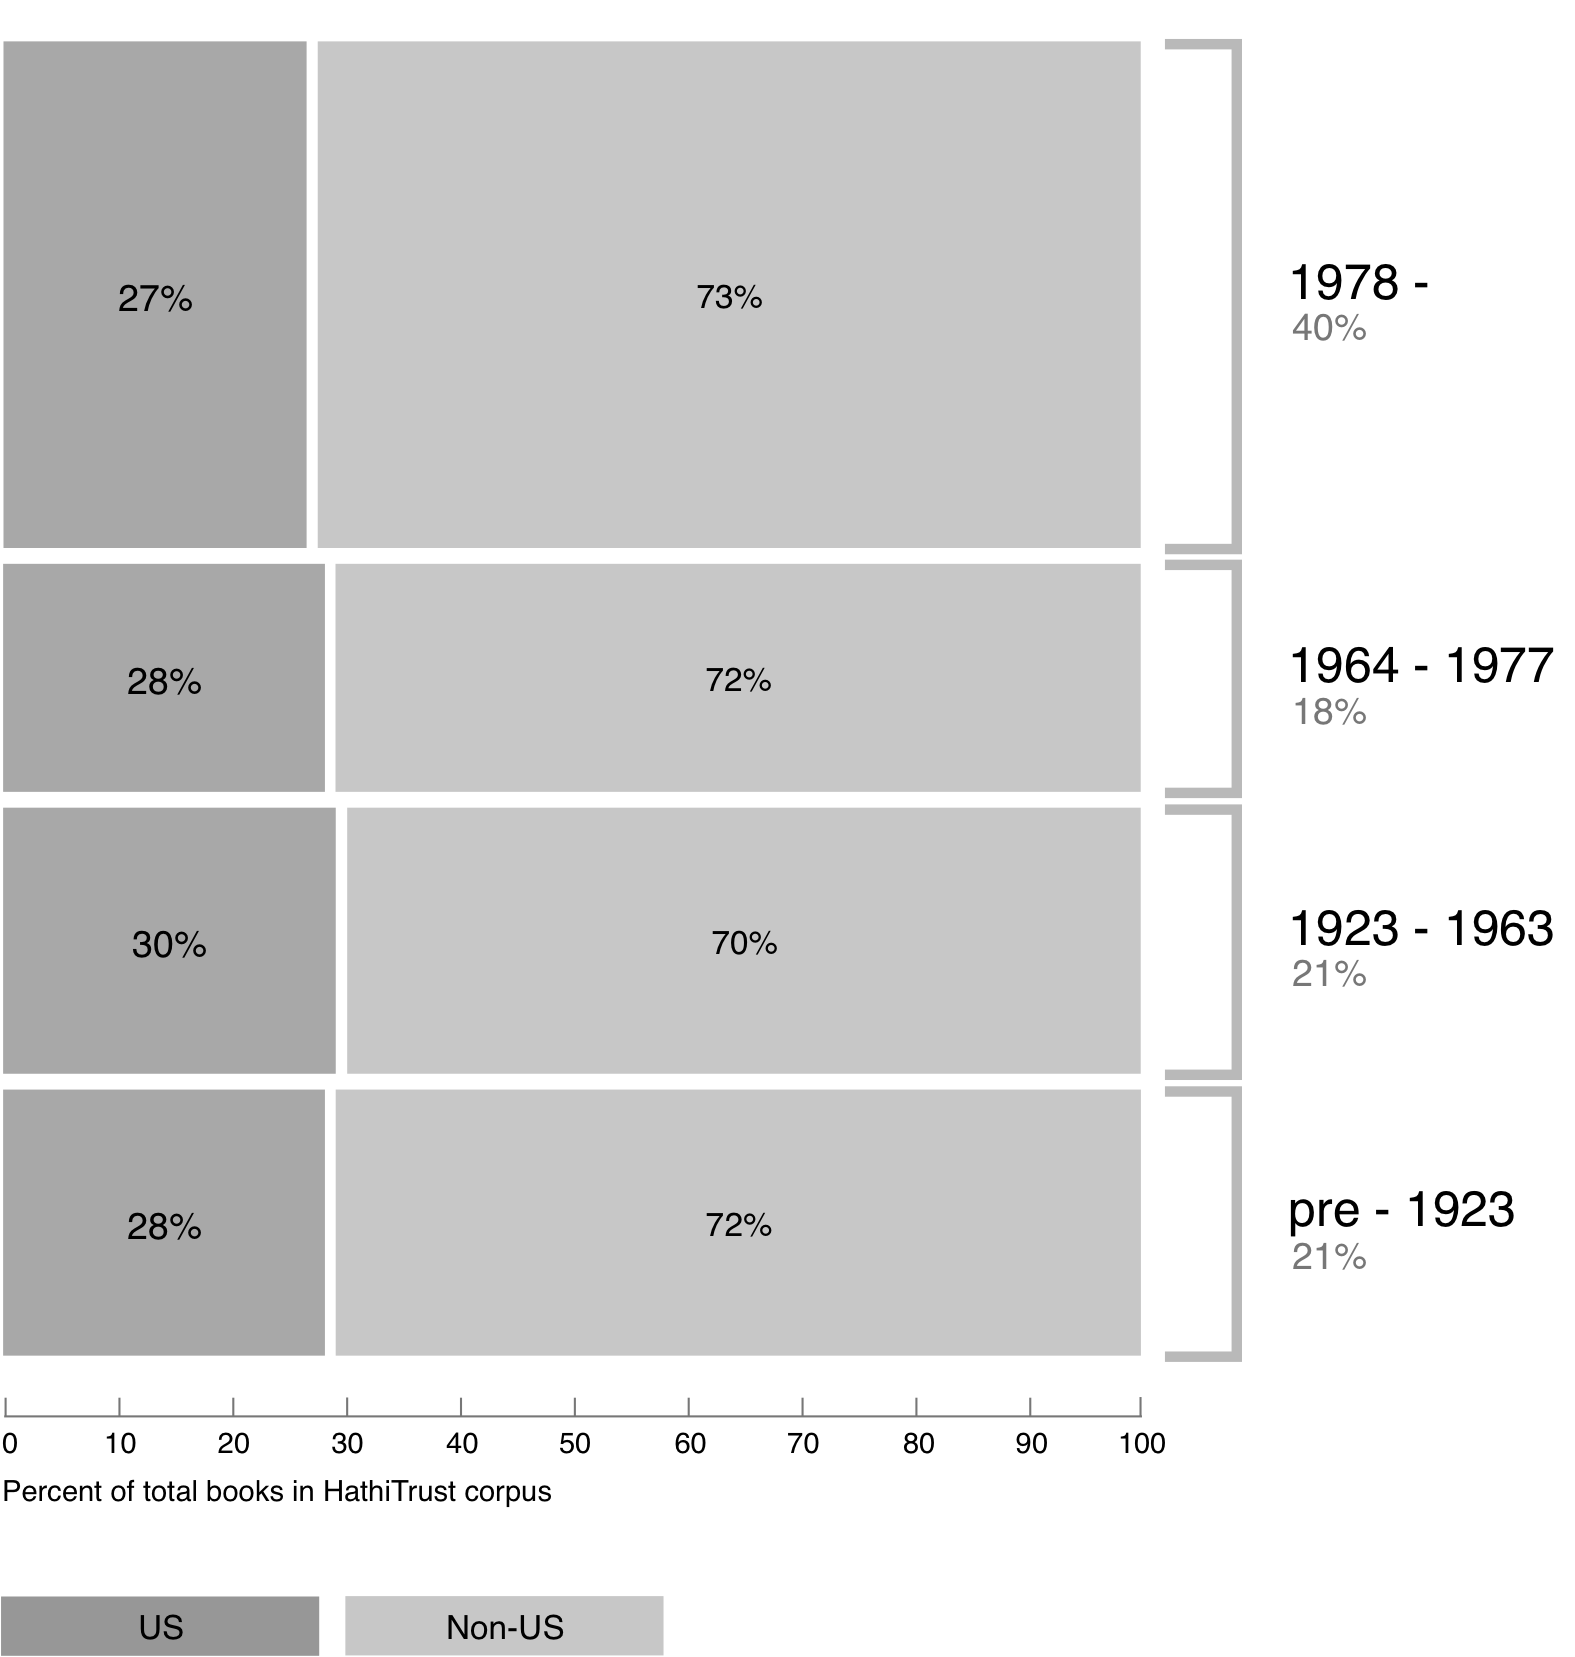 27%
73%
1978 -
40%
28%
72%
1964 - 1977
18%
30%
70%
1923 - 1963
21%
28%
72%
pre - 1923
21%
0 10 20 30 40 50 60 70 80 90 100
Percent of total books in HathiTrust corpus
US
Non-US